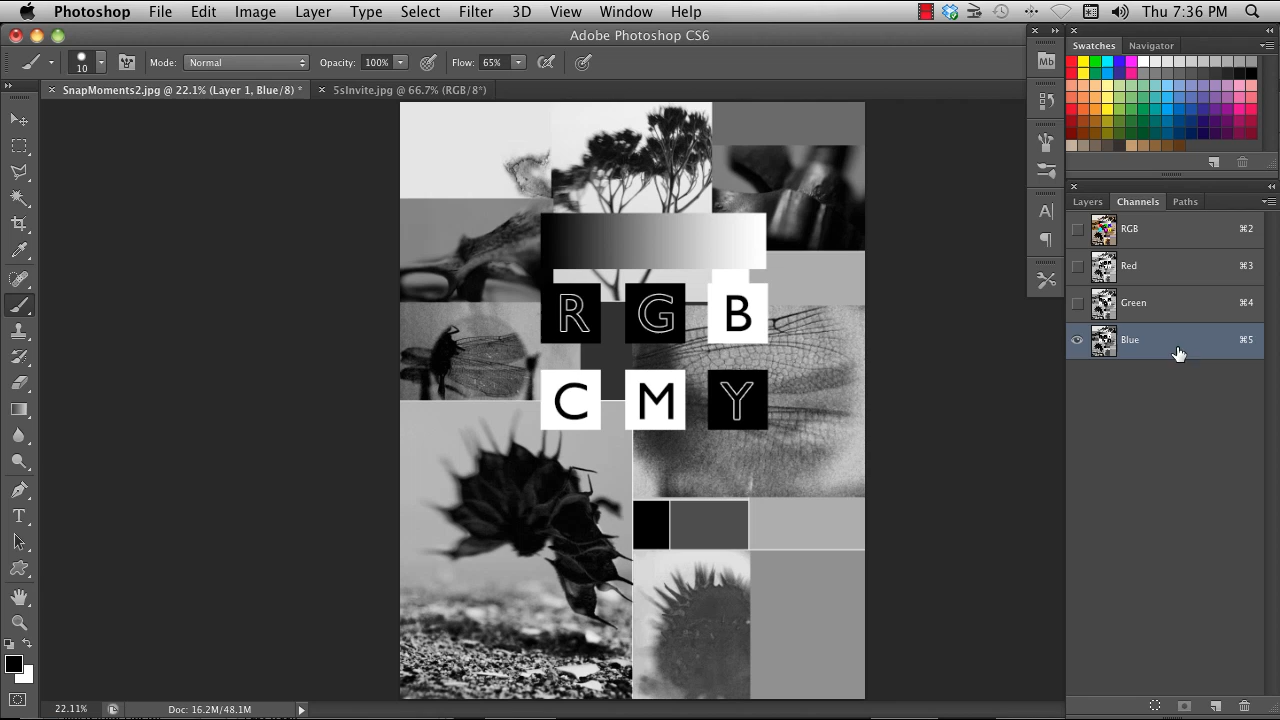 Photoshop File Edit Image Layer Type Select Filter 3D View Window Help Thu 7:36 PM
Adobe Photoshop CS6
10 Mode: Normal Opacity: 100% Flow: 65%
SnapMoments2.jpg @ 22.1% (Layer 1, Blue/8) * 5sInvite.jpg @ 66.7% (RGB/8*)
Swatches Navigator
Mb
Layers Channels Paths
RGB ⌘2
Red ⌘3
Green ⌘4
Blue ⌘5
R G B
C M Y
22.11% Doc: 16.2M/48.1M